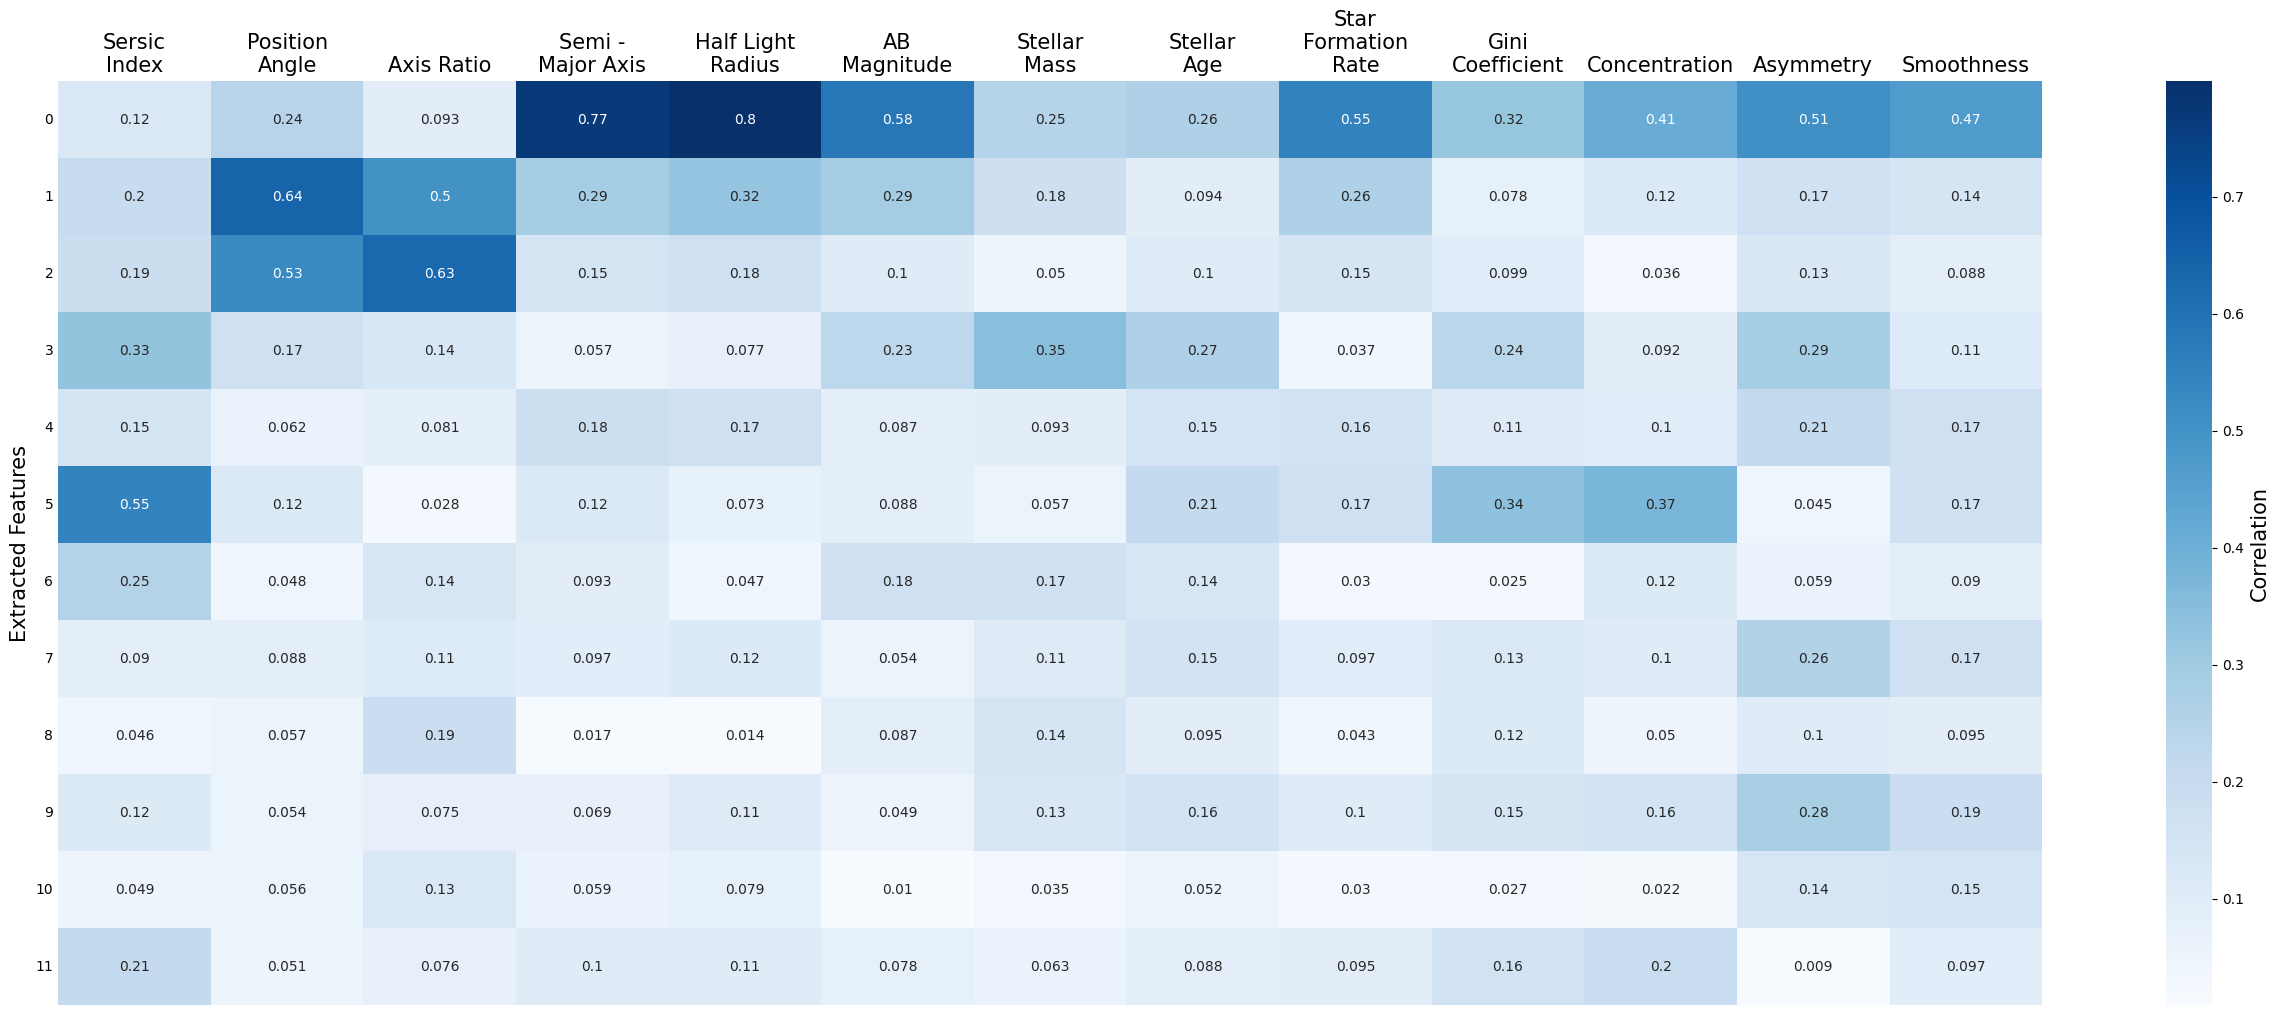 Star
Sersic Position Semi - Half Light AB Stellar Stellar Formation Gini
Index Angle Axis Ratio Major Axis Radius Magnitude Mass Age Rate Coefficient Concentration Asymmetry Smoothness
0 0.12 0.24 0.093 0.77 0.8 0.58 0.25 0.26 0.55 0.32 0.41 0.51 0.47
1 0.2 0.64 0.5 0.29 0.32 0.29 0.18 0.094 0.26 0.078 0.12 0.17 0.14
2 0.19 0.53 0.63 0.15 0.18 0.1 0.05 0.1 0.15 0.099 0.036 0.13 0.088
3 0.33 0.17 0.14 0.057 0.077 0.23 0.35 0.27 0.037 0.24 0.092 0.29 0.11
4 0.15 0.062 0.081 0.18 0.17 0.087 0.093 0.15 0.16 0.11 0.1 0.21 0.17
5 0.55 0.12 0.028 0.12 0.073 0.088 0.057 0.21 0.17 0.34 0.37 0.045 0.17
6 0.25 0.048 0.14 0.093 0.047 0.18 0.17 0.14 0.03 0.025 0.12 0.059 0.09
7 0.09 0.088 0.11 0.097 0.12 0.054 0.11 0.15 0.097 0.13 0.1 0.26 0.17
8 0.046 0.057 0.19 0.017 0.014 0.087 0.14 0.095 0.043 0.12 0.05 0.1 0.095
9 0.12 0.054 0.075 0.069 0.11 0.049 0.13 0.16 0.1 0.15 0.16 0.28 0.19
10 0.049 0.056 0.13 0.059 0.079 0.01 0.035 0.052 0.03 0.027 0.022 0.14 0.15
11 0.21 0.051 0.076 0.1 0.11 0.078 0.063 0.088 0.095 0.16 0.2 0.009 0.097
Extracted Features
0.7
0.6
0.5
0.4
0.3
0.2
0.1
Correlation